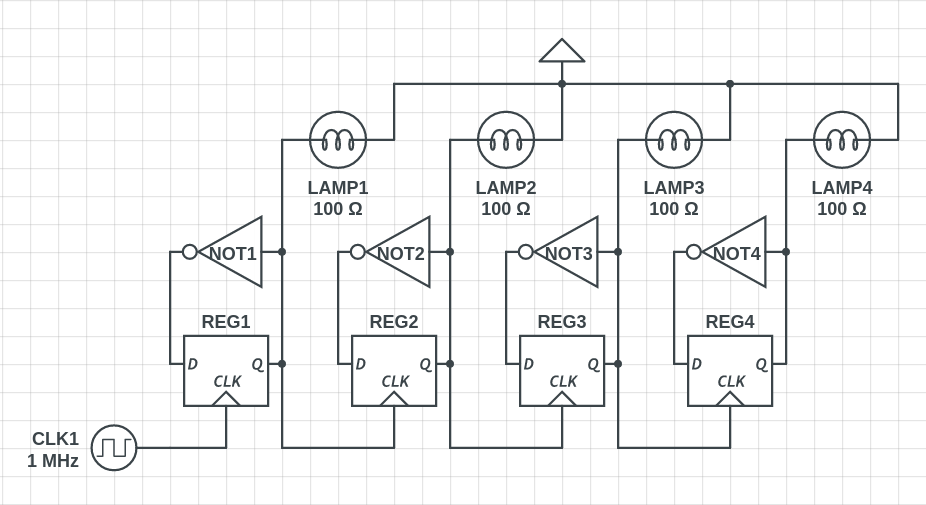 LAMP1 LAMP2 LAMP3 LAMP4
100 Ω 100 Ω 100 Ω 100 Ω
NOT1 NOT2 NOT3 NOT4
REG1 REG2 REG3 REG4
D Q D Q D Q D Q
CLK CLK CLK CLK
CLK1
1 MHz